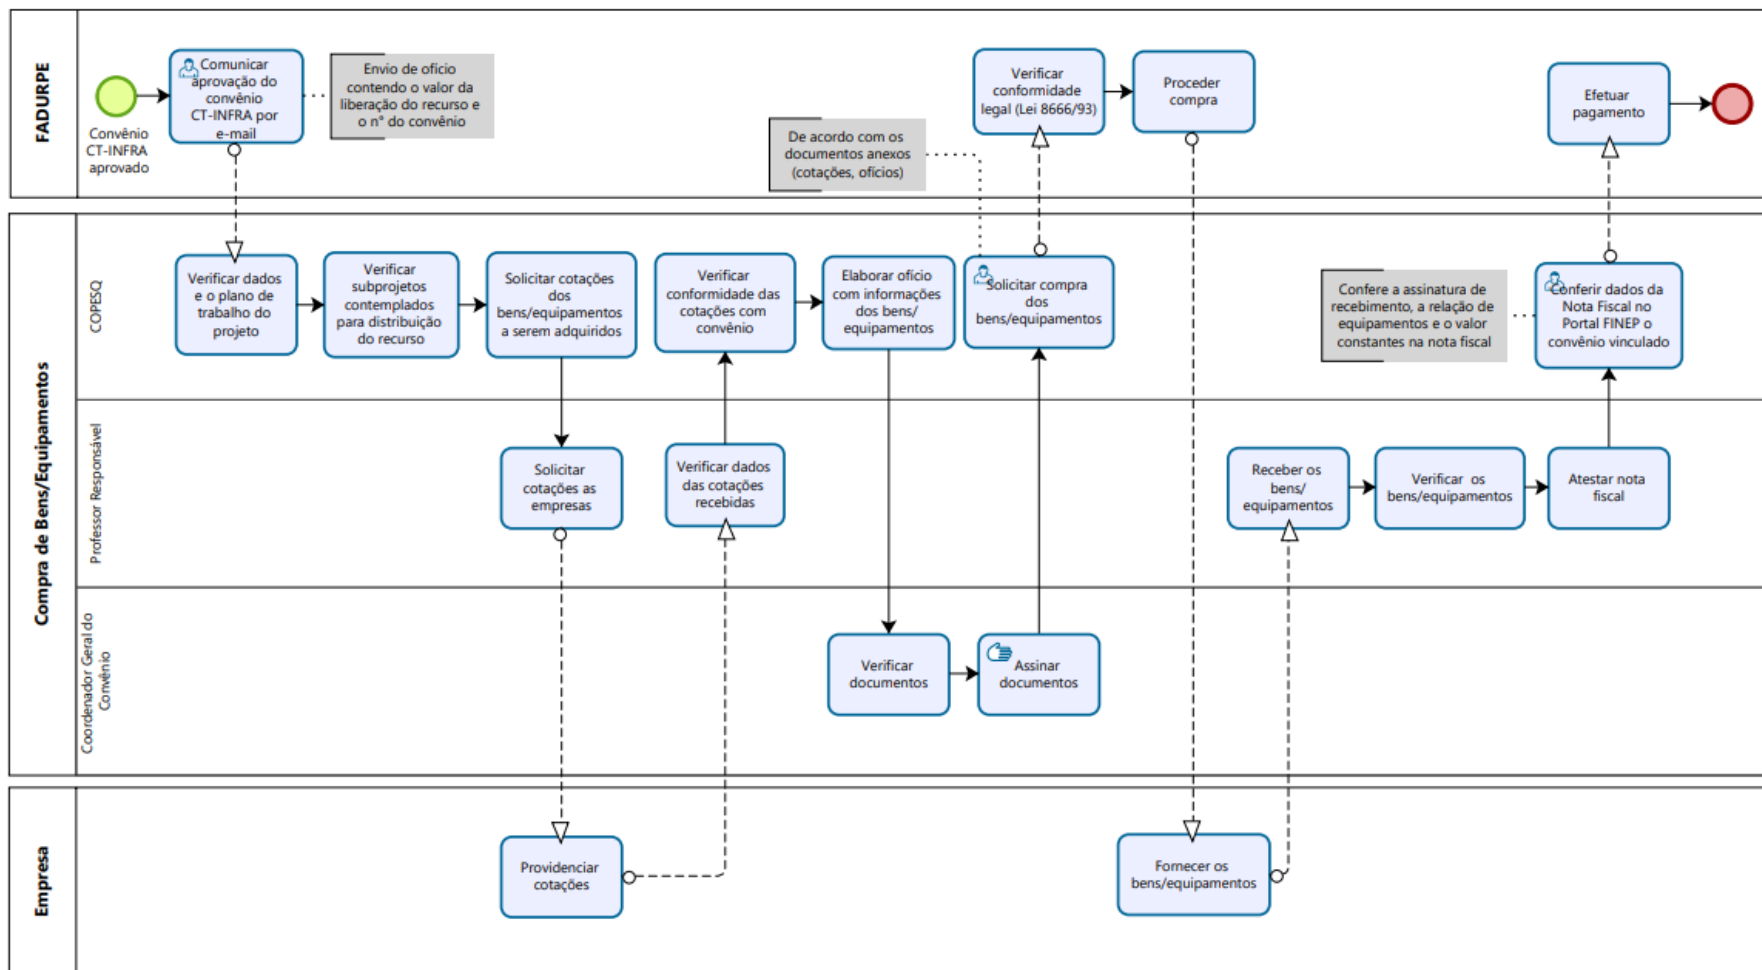 FADURPE
Convênio
CT-INFRA
aprovado
Comunicar
aprovação do
convênio
CT-INFRA por
e-mail
Envio de ofício
contendo o valor da
liberação do recurso e
o n° do convênio
De acordo com os
documentos anexos
(cotações, ofícios)
Verificar
conformidade
legal (Lei 8666/93)
Proceder
compra
Efetuar
pagamento
Compra de Bens/Equipamentos
COPESQ
Verificar dados
e o plano de
trabalho do
projeto
Verificar
subprojetos
contemplados
para distribuição
do recurso
Solicitar cotações
dos
bens/equipamentos
a serem adquiridos
Verificar
conformidade das
cotações com
convênio
Elaborar ofício
com informações
dos bens/
equipamentos
Solicitar compra
dos
bens/equipamentos
Confere a assinatura de
recebimento, a relação de
equipamentos e o valor
constantes na nota fiscal
Conferir dados da
Nota Fiscal no
Portal FINEP o
convênio vinculado
Professor Responsável
Solicitar
cotações as
empresas
Verificar dados
das cotações
recebidas
Receber os
bens/
equipamentos
Verificar os
bens/equipamentos
Atestar nota
fiscal
Coordenador Geral do
Convênio
Verificar
documentos
Assinar
documentos
Empresa
Providenciar
cotações
Fornecer os
bens/equipamentos